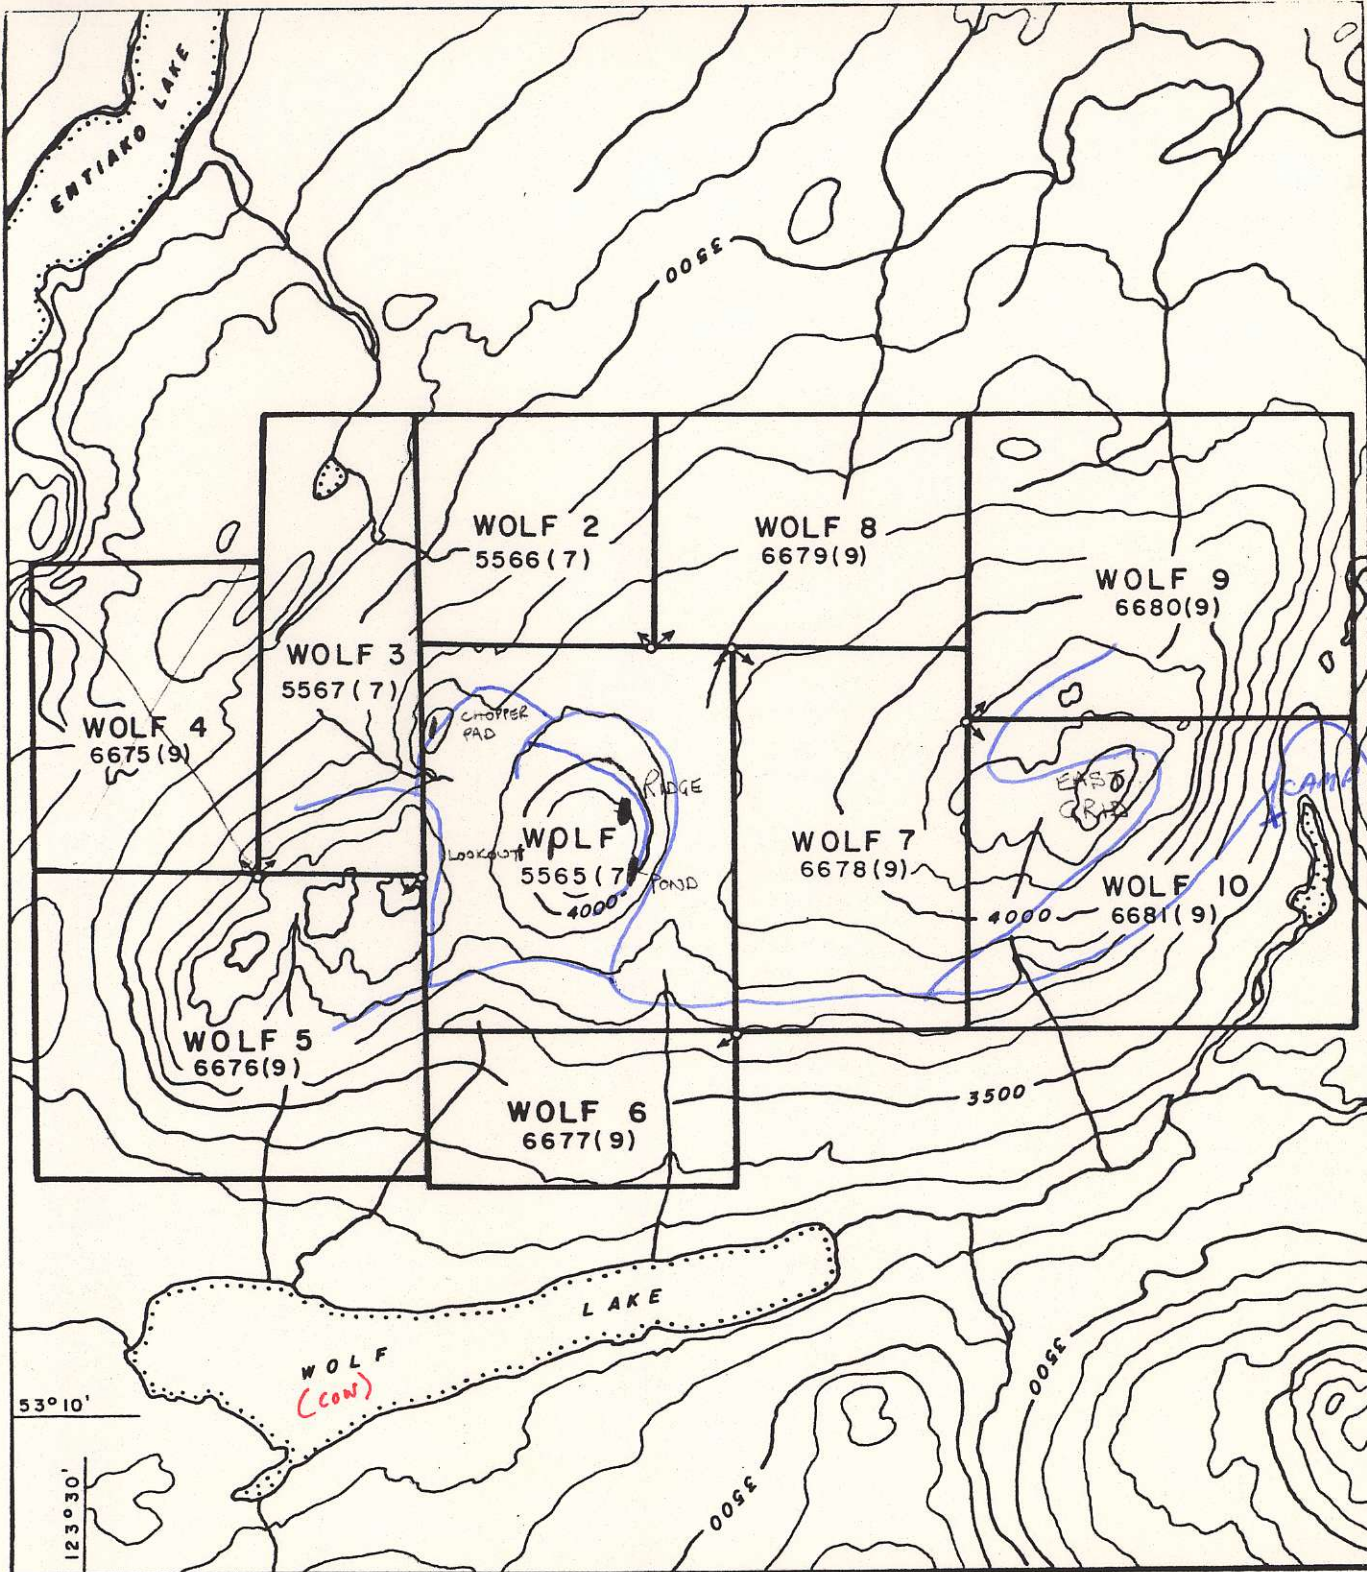 ENTIAKO LAKE
3500
WOLF 2
5566(7)
WOLF 8
6679(9)
WOLF 9
6680(9)
WOLF 3
5567(7)
WOLF 4
6675(9)
CHOPPER
PAD
RIDGE
EAST
GRID
CAMP
WOLF
5565(7)
LOOKOUT
POND
4000
WOLF 7
6678(9)
WOLF 10
6681(9)
4000
WOLF 5
6676(9)
WOLF 6
6677(9)
3500
WOLF LAKE
(COW)
3500
3500
53°10'
123°30'